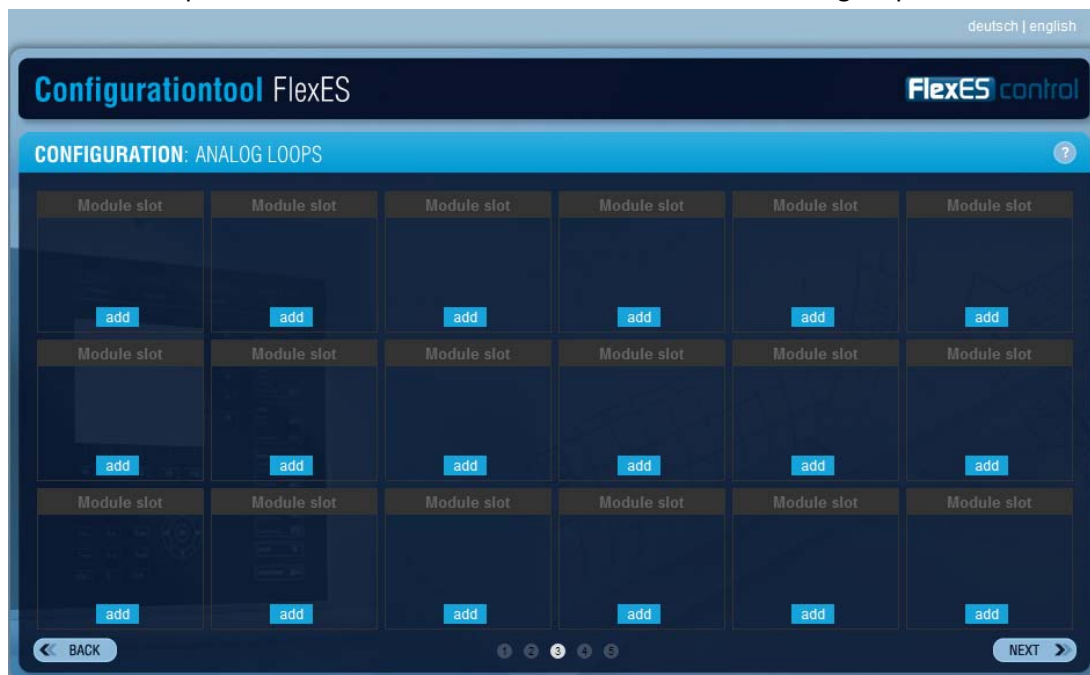 deutsch | english
Configurationtool FlexES
FlexES control
CONFIGURATION: ANALOG LOOPS
?
Module slot Module slot Module slot Module slot Module slot Module slot
add add add add add add
Module slot Module slot Module slot Module slot Module slot Module slot
add add add add add add
Module slot Module slot Module slot Module slot Module slot Module slot
add add add add add add
BACK 1 2 3 4 5 NEXT